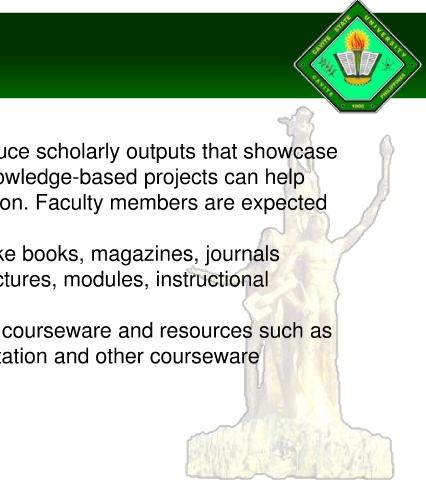 CAVITE STATE UNIVERSITY
CAVITE
PHILIPPINES
1906
uce scholarly outputs that showcase
owledge-based projects can help
on. Faculty members are expected
ke books, magazines, journals
ctures, modules, instructional
courseware and resources such as
tation and other courseware